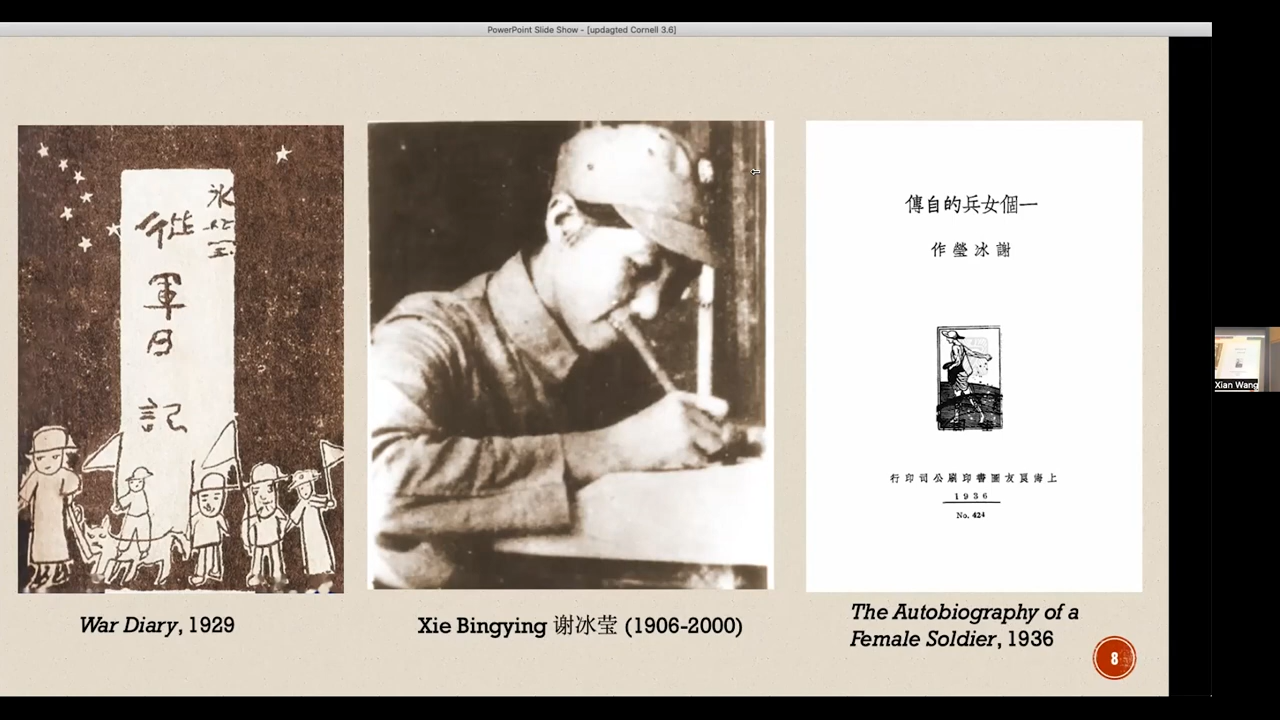 PowerPoint Slide Show - [updagted Cornell 3.6]
從軍日記
一個女兵的自傳
謝冰瑩作
上海良友圖書印刷公司印行
1936
No. 424
War Diary, 1929
Xie Bingying 谢冰莹 (1906-2000)
The Autobiography of a
Female Soldier, 1936
8
Xian Wang